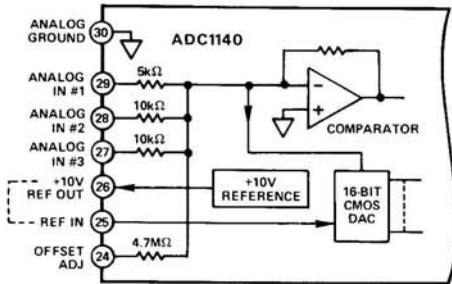 ANALOG
GROUND
30
ADC1140
ANALOG
IN #1
29
5kΩ
ANALOG
IN #2
28
10kΩ
ANALOG
IN #3
27
10kΩ
−
+
COMPARATOR
+10V
REF OUT
26
+10V
REFERENCE
16-BIT
CMOS
DAC
REF IN
25
OFFSET
ADJ
24
4.7MΩ